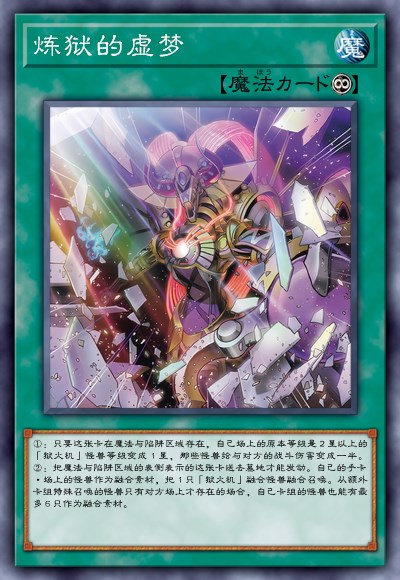 炼狱的虚梦
魔
【魔法カード】
まほう
①：只要这张卡在魔法与陷阱区域存在，自己场上的原本等级是２星以上的
「狱火机」怪兽等级变成１星，那些怪兽给与对方的战斗伤害变成一半。
②：把魔法与陷阱区域的表侧表示的这张卡送去墓地才能发动。自己的手卡
·场上的怪兽作为融合素材，把１只「狱火机」融合怪兽融合召唤。从额外
卡组特殊召唤的怪兽只有对方场上才存在的场合，自己卡组的怪兽也能有最
多６只作为融合素材。